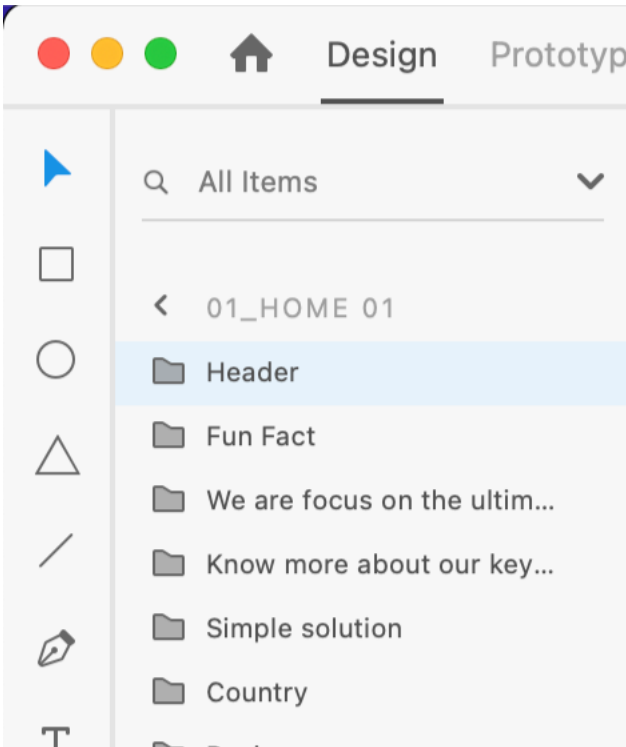 Design Prototyp
All Items
01_HOME 01
Header
Fun Fact
We are focus on the ultim...
Know more about our key...
Simple solution
Country